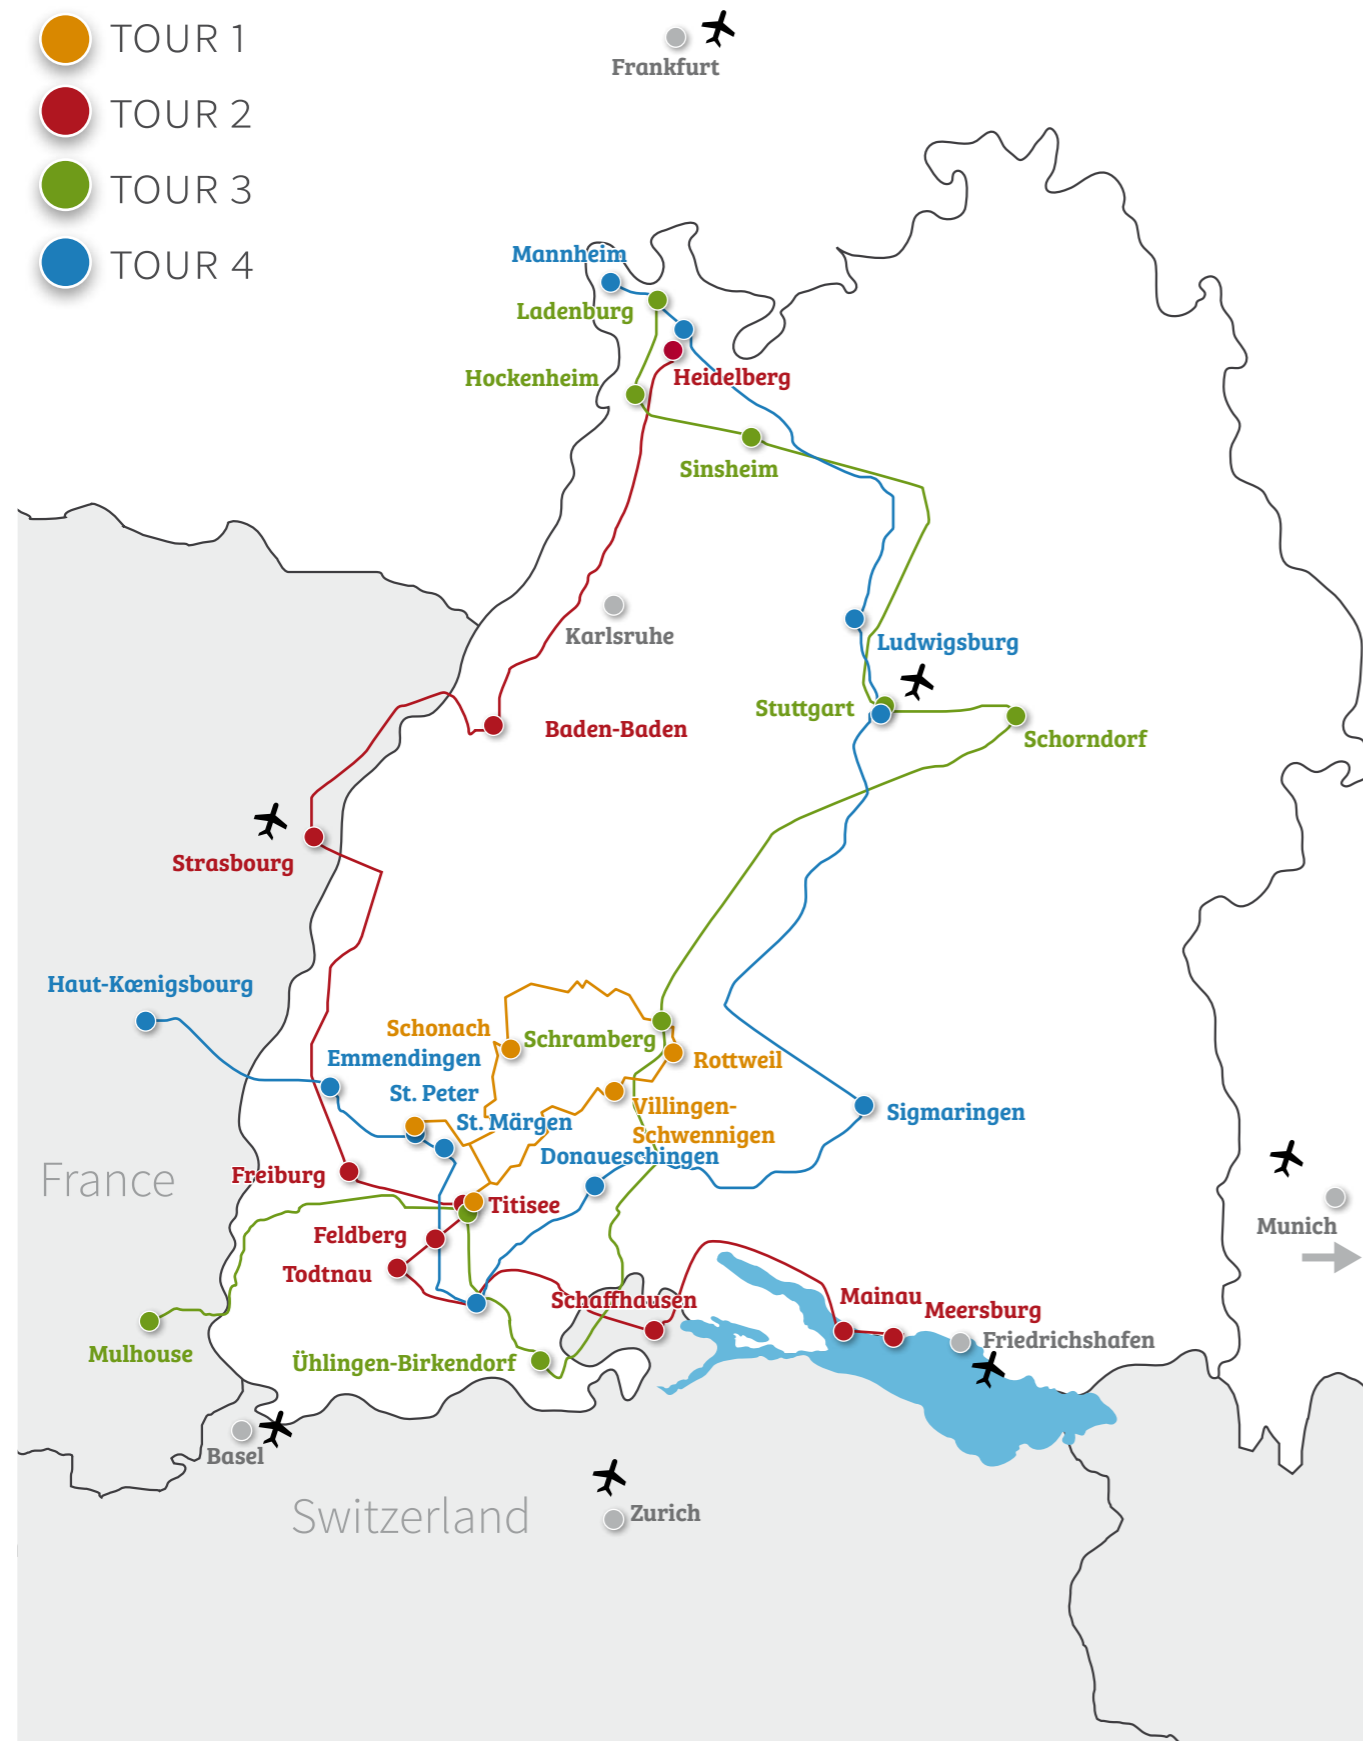 TOUR 1
TOUR 2
TOUR 3
TOUR 4
Frankfurt
Mannheim
Ladenburg
Hockenheim
Heidelberg
Sinsheim
Karlsruhe
Ludwigsburg
Stuttgart
Baden-Baden
Schorndorf
Strasbourg
Haut-Kœnigsbourg
Schonach
Schramberg
Emmendingen
Rottweil
St. Peter
Villingen-
Schwennigen
St. Märgen
Sigmaringen
Donaueschingen
France
Freiburg
Titisee
Munich
Feldberg
Todtnau
Schaffhausen
Mainau
Meersburg
Friedrichshafen
Mulhouse
Ühlingen-Birkendorf
Basel
Switzerland
Zurich